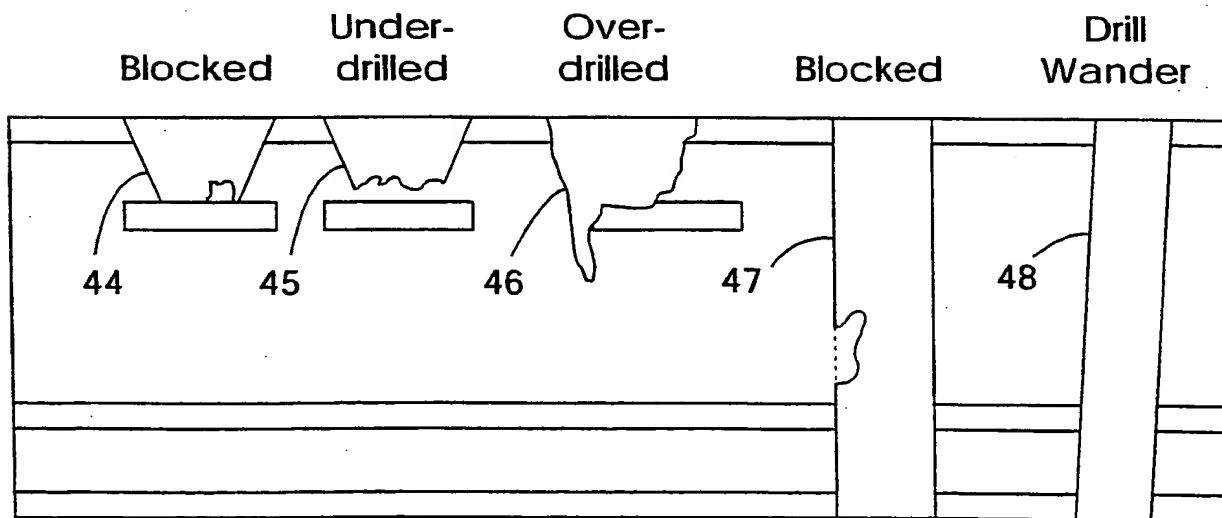 Blocked
Under-
drilled
Over-
drilled
Blocked
Drill
Wander
44
45
46
47
48